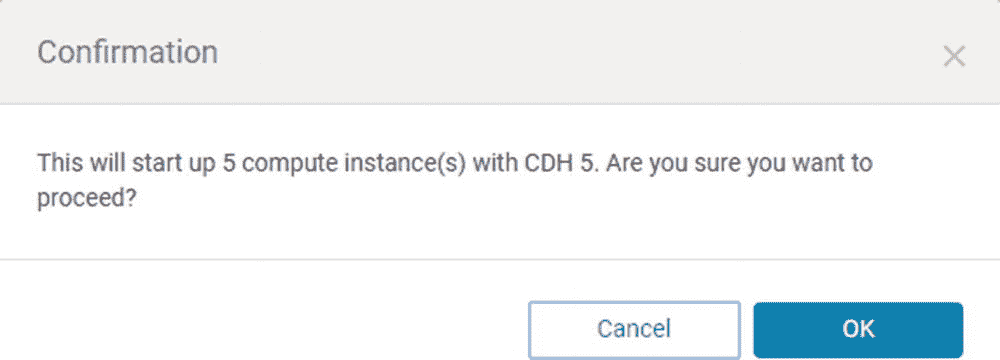 Confirmation
This will start up 5 compute instance(s) with CDH 5. Are you sure you want to
proceed?
Cancel
OK